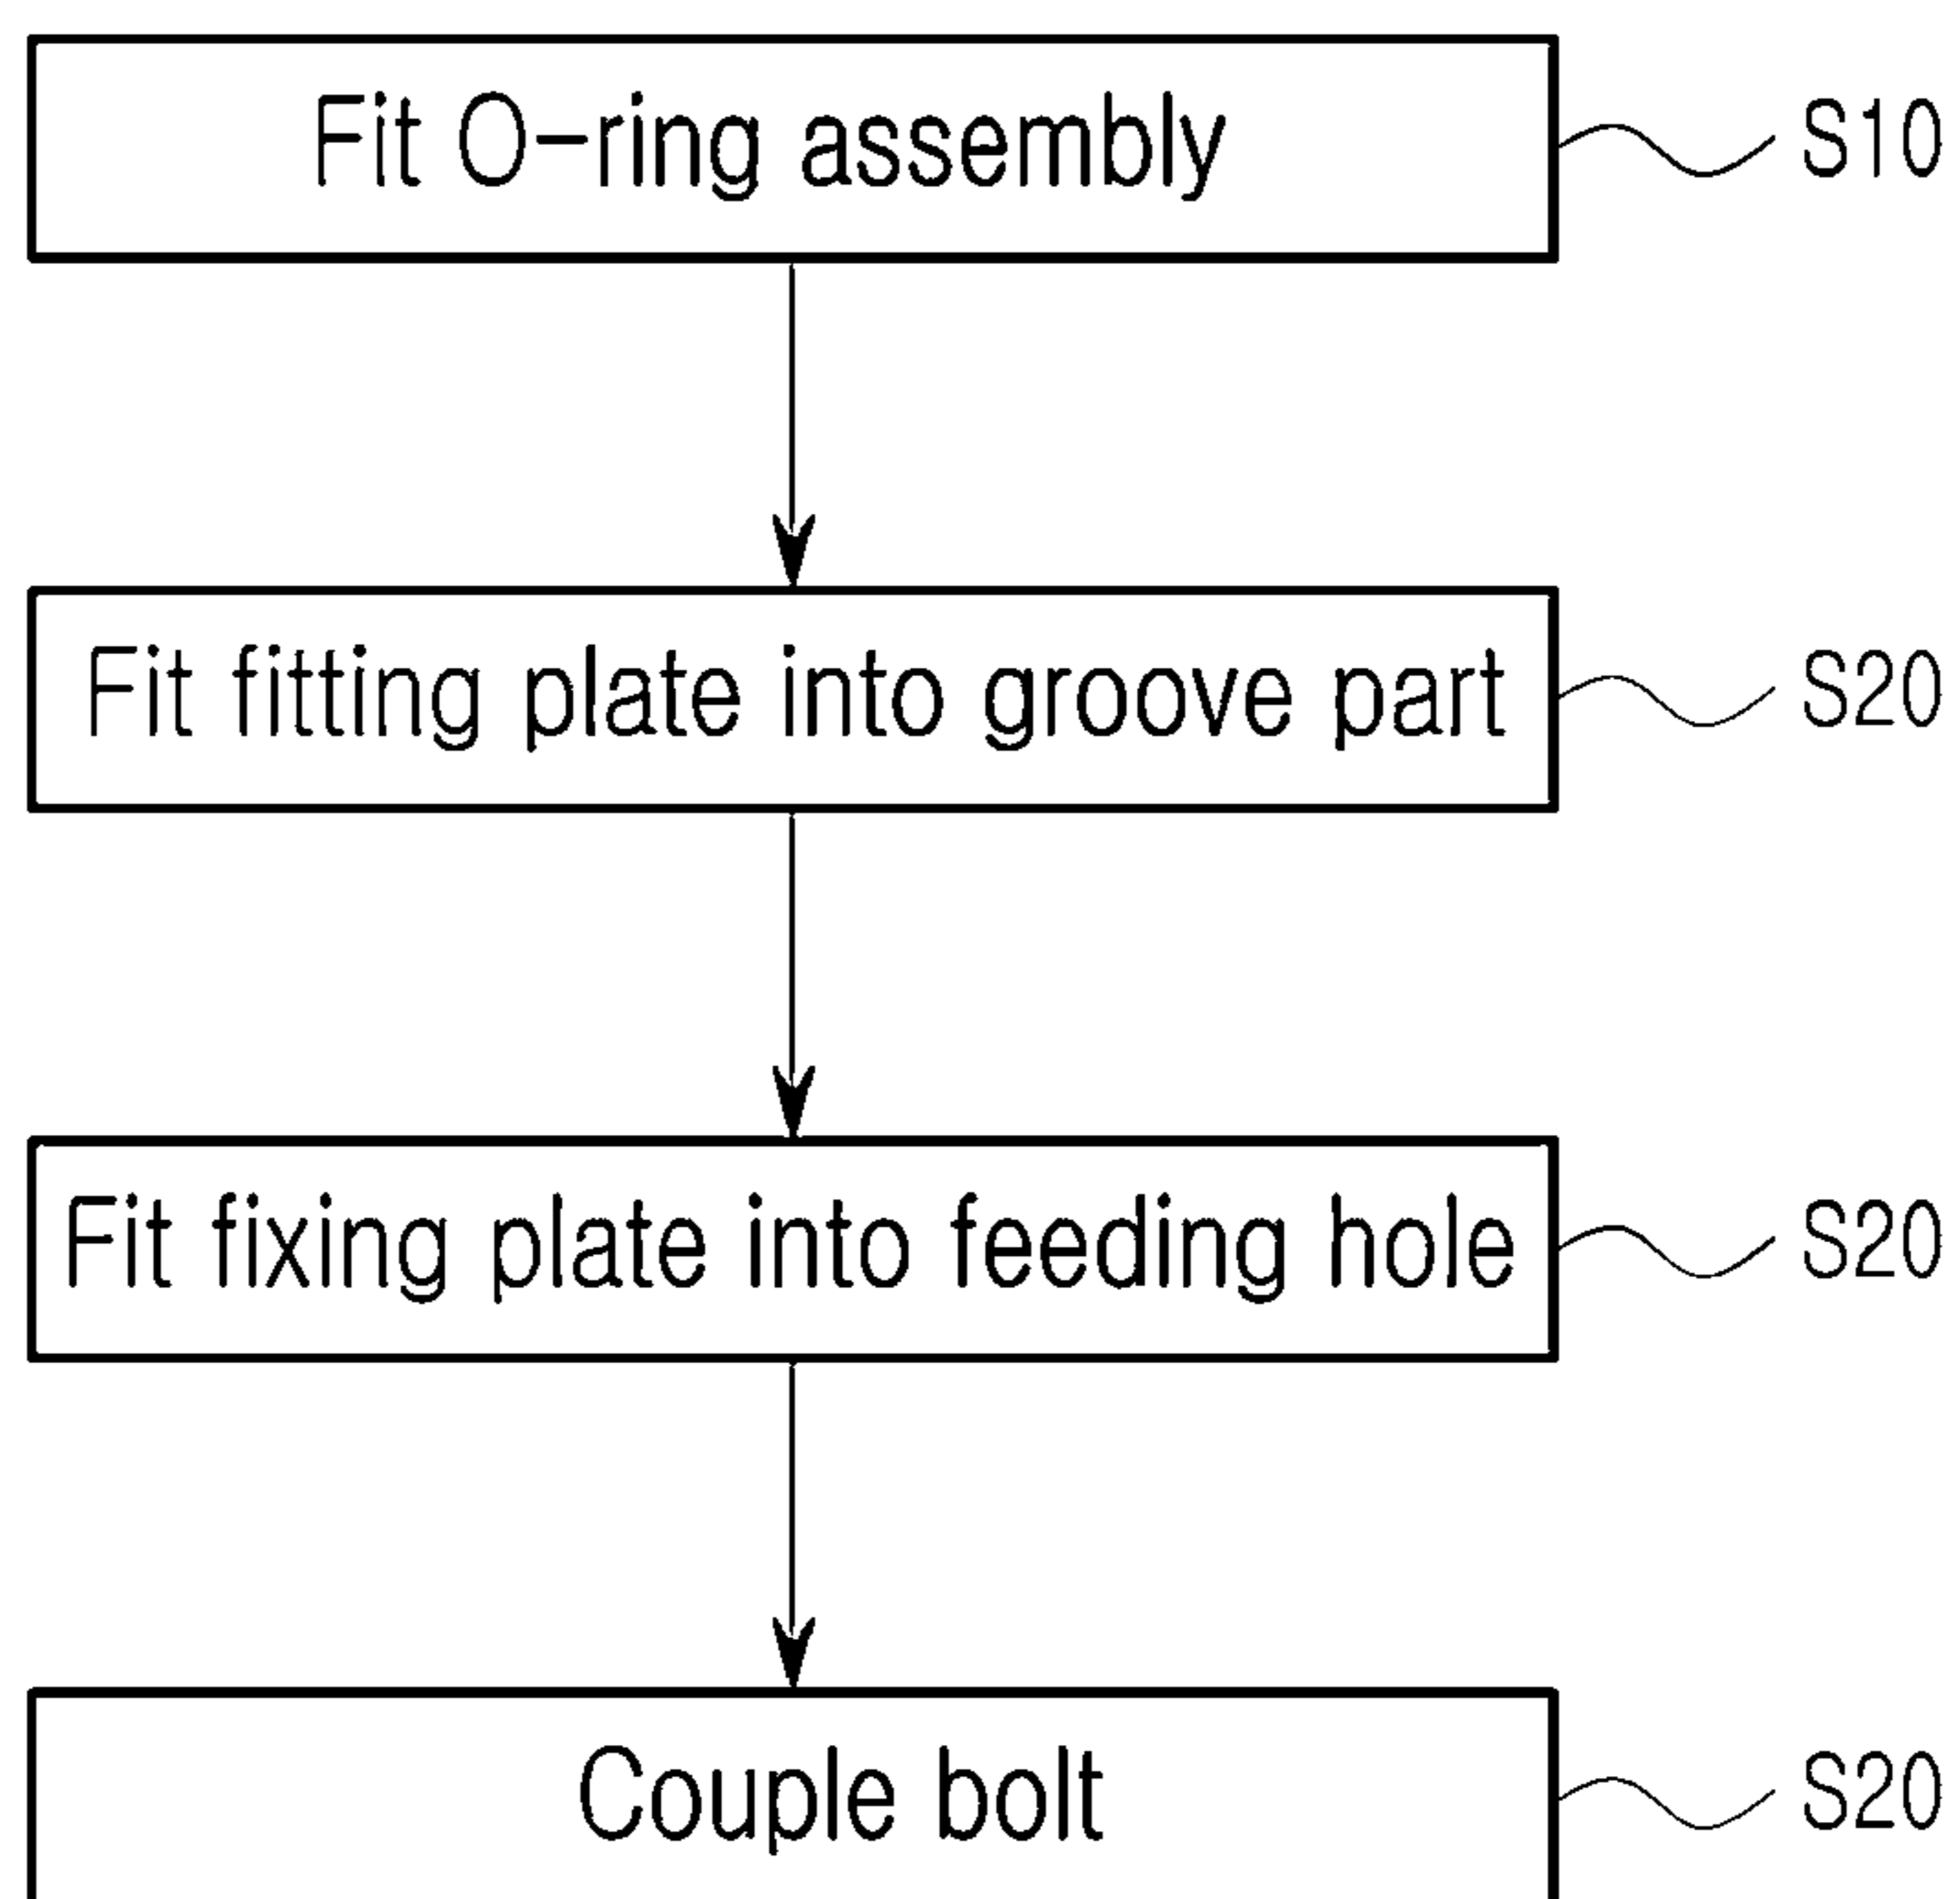 Fit O-ring assembly
S10
Fit fitting plate into groove part
S20
Fit fixing plate into feeding hole
S20
Couple bolt
S20